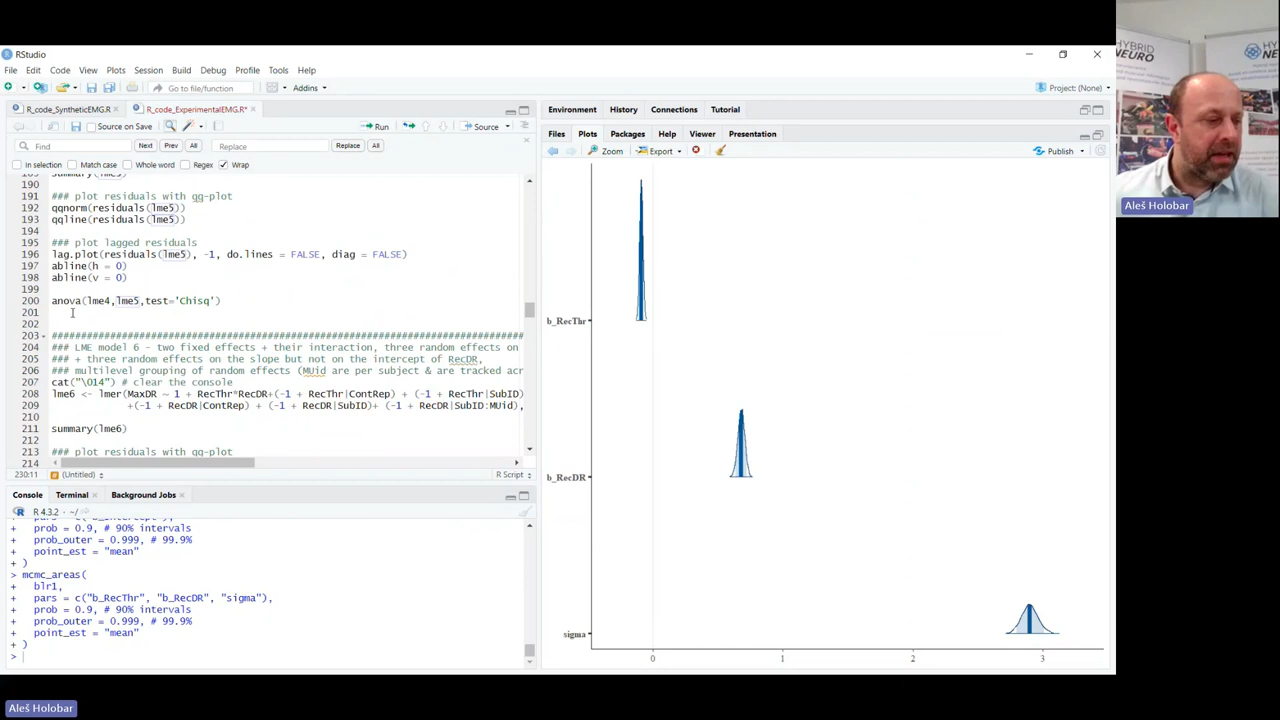 RStudio
File Edit Code View Plots Session Build Debug Profile Tools Help
Go to file/function
Addins
Project: (None)
R_code_SyntheticEMG.R
R_code_ExperimentalEMG.R*
Source on Save
Run
Source
Find
Next Prev All
Replace
Replace All
In selection Match case Whole word Regex Wrap
190
191 ### plot residuals with qq-plot
192 qqnorm(residuals(lme5))
193 qqline(residuals(lme5))
194
195 ### plot lagged residuals
196 lag.plot(residuals(lme5), -1, do.lines = FALSE, diag = FALSE)
197 abline(h = 0)
198 abline(v = 0)
199
200 anova(lme4,lme5,test='Chisq')
201
202
203 ####################################################################
204 ### LME model 6 - two fixed effects + their interaction, three random effects on
205 ### + three random effects on the slope but not on the intercept of RecDR,
206 ### multilevel grouping of random effects (MUid are per subject & are tracked acr
207 cat("\014") # clear the console
208 lme6 <- lmer(MaxDR ~ 1 + RecThr*RecDR+(-1 + RecThr|ContRep) + (-1 + RecThr|SubID)
209 +(-1 + RecDR|ContRep) + (-1 + RecDR|SubID)+ (-1 + RecDR|SubID:MUid),
210
211 summary(lme6)
212
213 ### plot residuals with qq-plot
214
230:11 (Untitled) R Script
Console Terminal Background Jobs
R 4.3.2 · ~/
+ prob = 0.9, # 90% intervals
+ prob_outer = 0.999, # 99.9%
+ point_est = "mean"
+ )
> mcmc_areas(
+ blr1,
+ pars = c("b_RecThr", "b_RecDR", "sigma"),
+ prob = 0.9, # 90% intervals
+ prob_outer = 0.999, # 99.9%
+ point_est = "mean"
+ )
>
Environment History Connections Tutorial
Files Plots Packages Help Viewer Presentation
Zoom Export Publish
b_RecThr
b_RecDR
sigma
0 1 2 3
HYBRID
NEURO
Aleš Holobar
Aleš Holobar